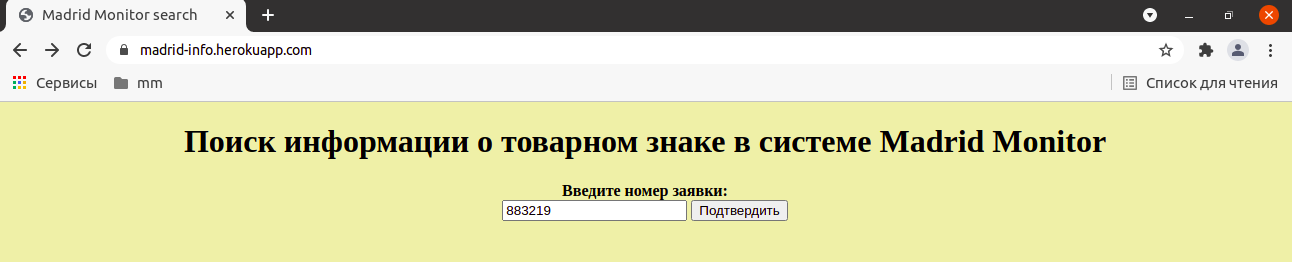 Madrid Monitor search
madrid-info.herokuapp.com
Сервисы mm Список для чтения
Поиск информации о товарном знаке в системе Madrid Monitor
Введите номер заявки:
883219 Подтвердить